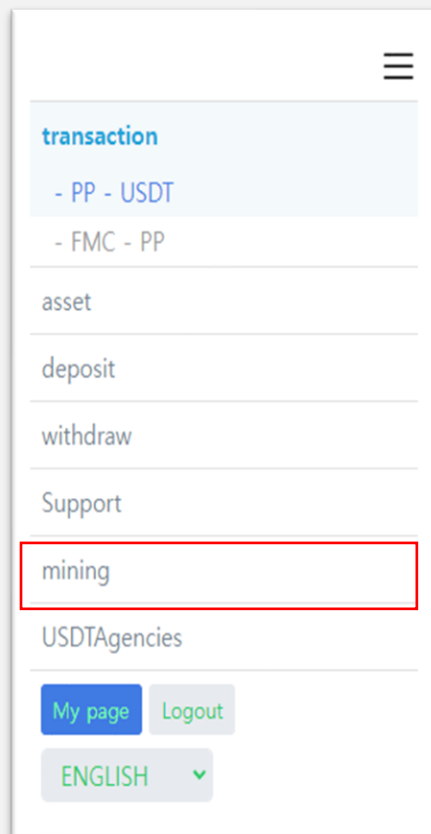 transaction
- PP - USDT
- FMC - PP
asset
deposit
withdraw
Support
mining
USDTAgencies
My page Logout
ENGLISH